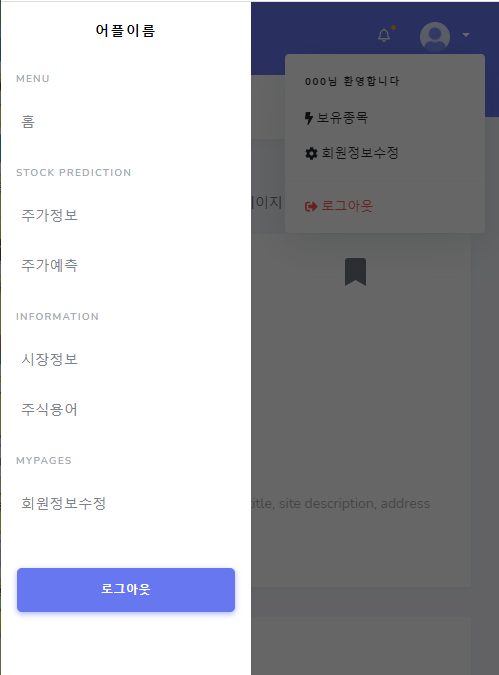 어플이름
MENU
홈
STOCK PREDICTION
주가정보
주가예측
INFORMATION
시장정보
주식용어
MYPAGES
회원정보수정
로그아웃
000님 환영합니다
보유종목
회원정보수정
로그아웃
이지
title, site description, address